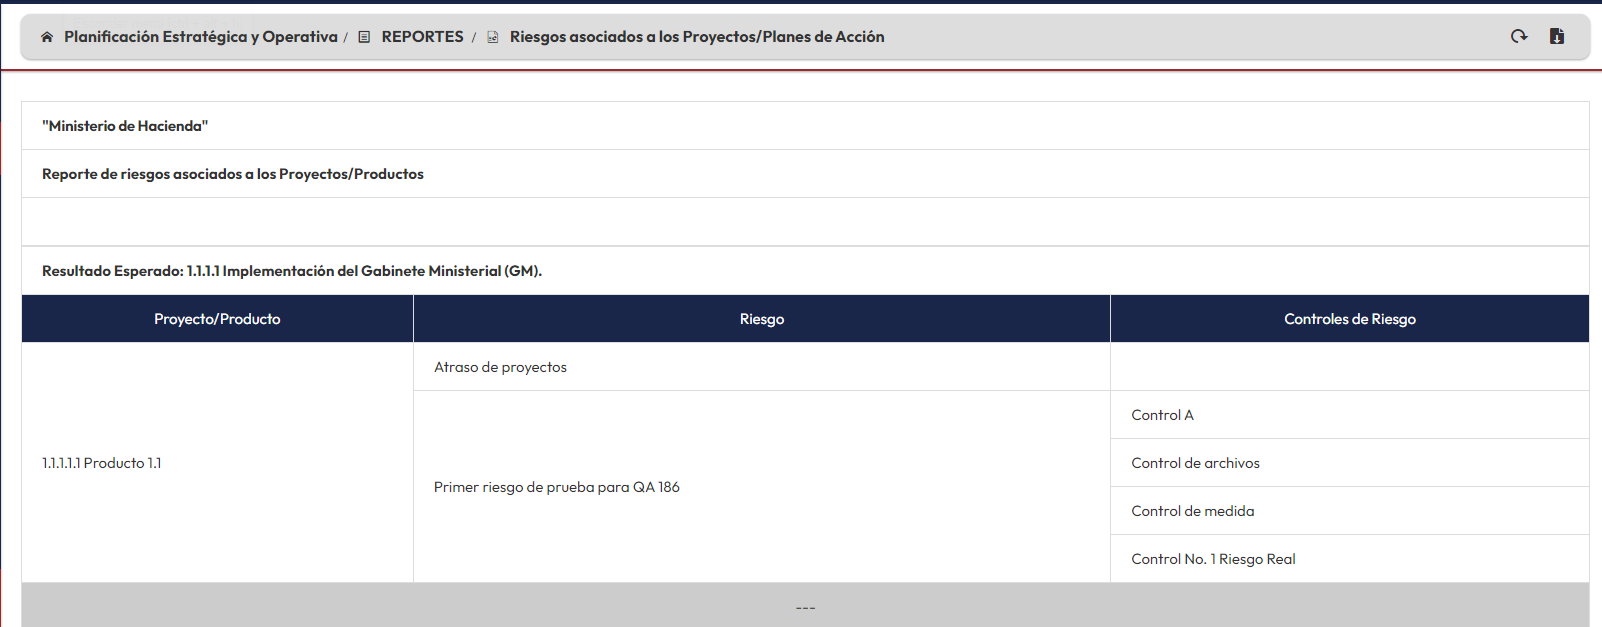 Planificación Estratégica y Operativa / REPORTES / Riesgos asociados a los Proyectos/Planes de Acción
"Ministerio de Hacienda"
Reporte de riesgos asociados a los Proyectos/Productos
Resultado Esperado: 1.1.1.1 Implementación del Gabinete Ministerial (GM).
Proyecto/Producto Riesgo Controles de Riesgo
Atraso de proyectos
Control A
1.1.1.1.1 Producto 1.1
Control de archivos
Primer riesgo de prueba para QA 186
Control de medida
Control No. 1 Riesgo Real
---